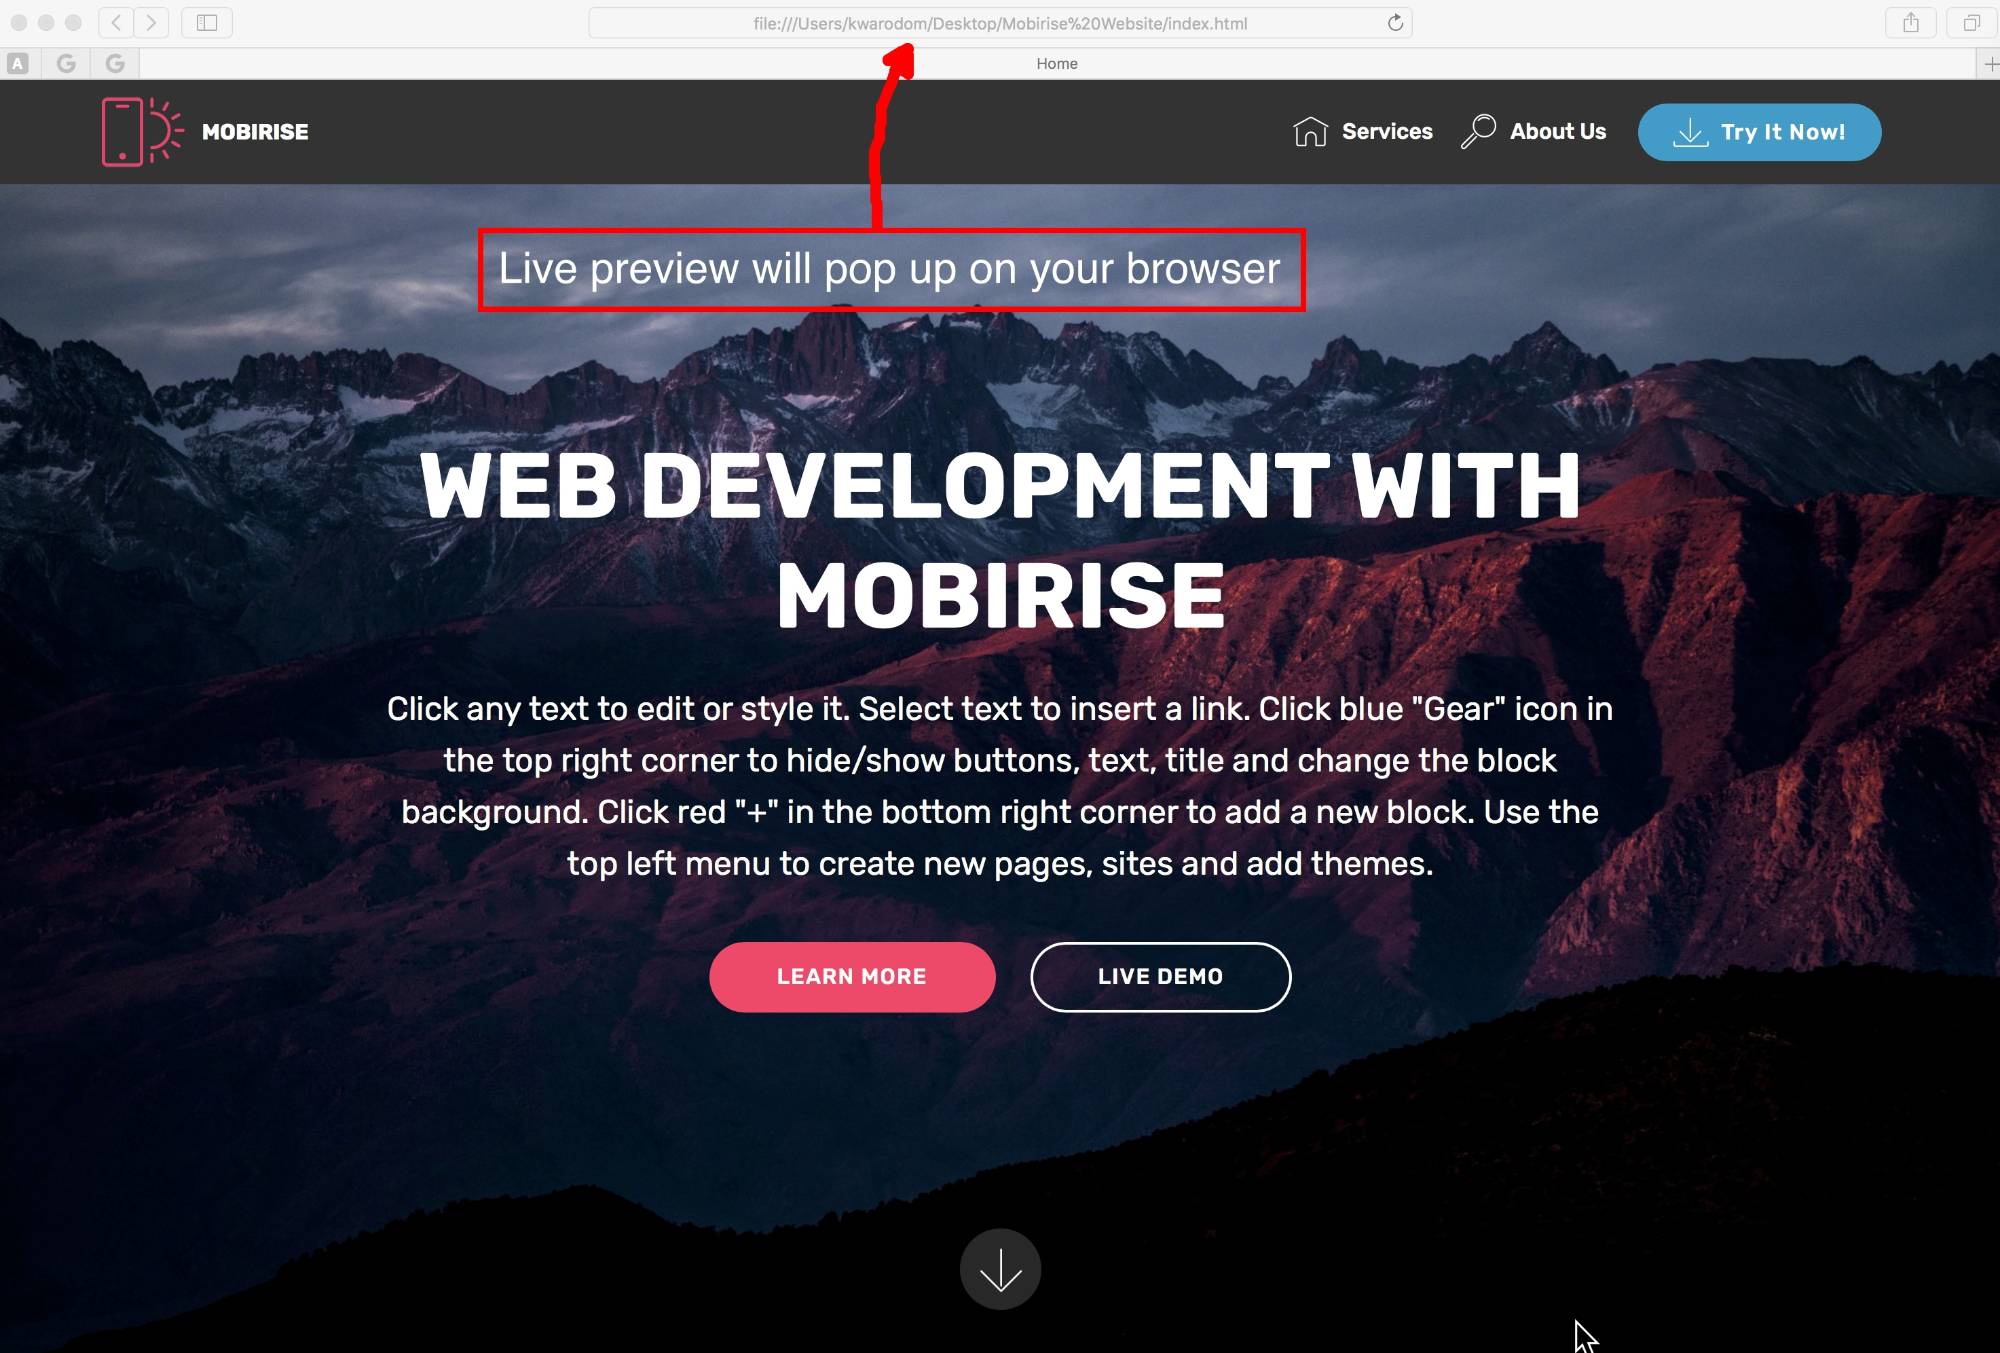 file:///Users/kwarodom/Desktop/Mobirise%20Website/index.html
A G G Home
MOBIRISE Services About Us Try It Now!
Live preview will pop up on your browser
WEB DEVELOPMENT WITH
MOBIRISE
Click any text to edit or style it. Select text to insert a link. Click blue "Gear" icon in
the top right corner to hide/show buttons, text, title and change the block
background. Click red "+" in the bottom right corner to add a new block. Use the
top left menu to create new pages, sites and add themes.
LEARN MORE LIVE DEMO